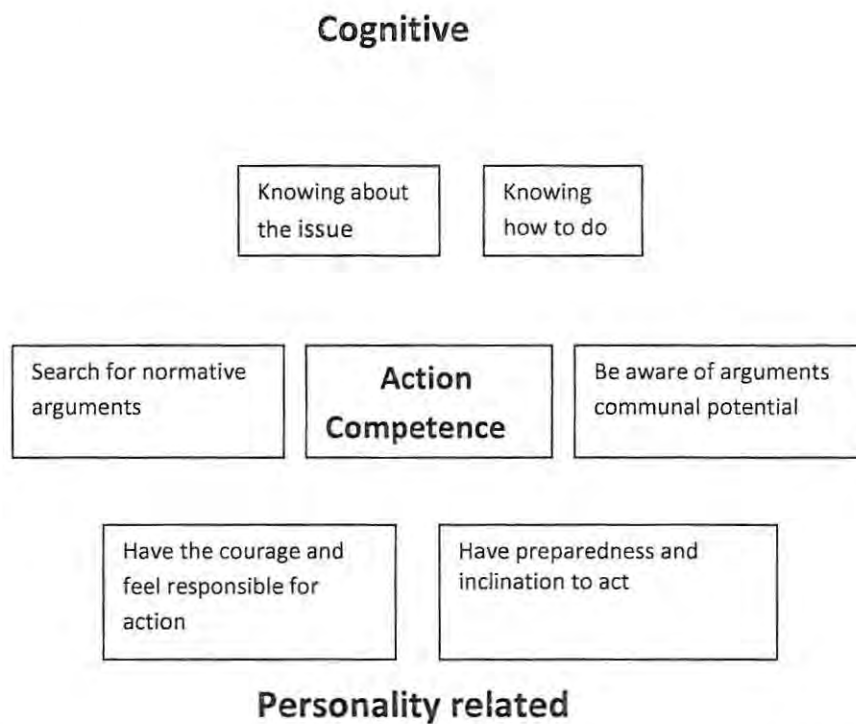 Cognitive
Knowing about
the issue
Knowing
how to do
Search for normative
arguments
Action
Competence
Be aware of arguments
communal potential
Have the courage and
feel responsible for
action
Have preparedness and
inclination to act
Personality related